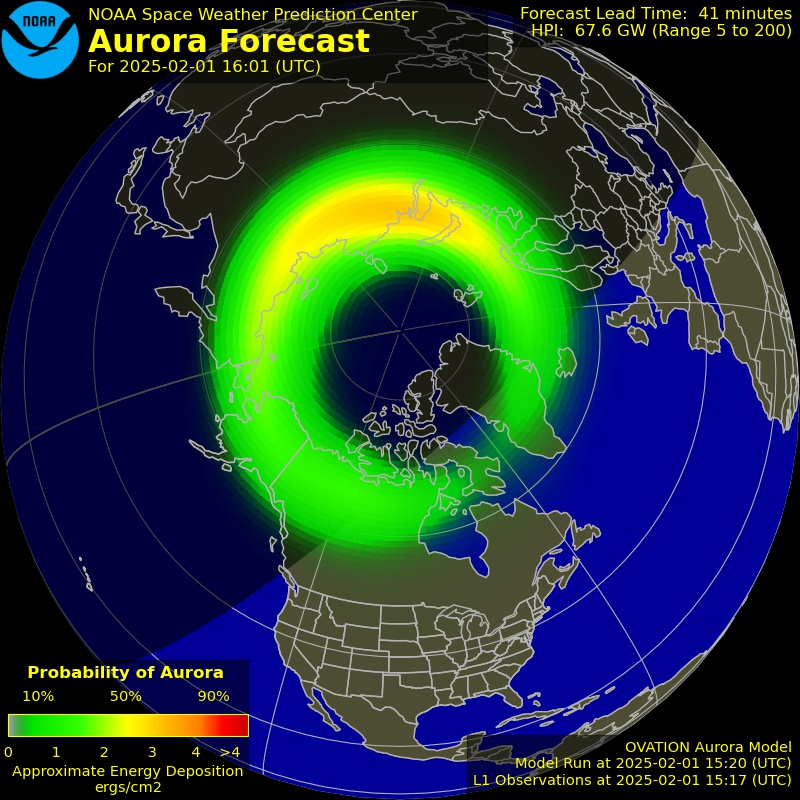 NOAA
NOAA Space Weather Prediction Center
Aurora Forecast
For 2025-02-01 16:01 (UTC)
Forecast Lead Time: 41 minutes
HPI: 67.6 GW (Range 5 to 200)
Probability of Aurora
10% 50% 90%
0 1 2 3 4 >4
Approximate Energy Deposition
ergs/cm2
OVATION Aurora Model
Model Run at 2025-02-01 15:20 (UTC)
L1 Observations at 2025-02-01 15:17 (UTC)